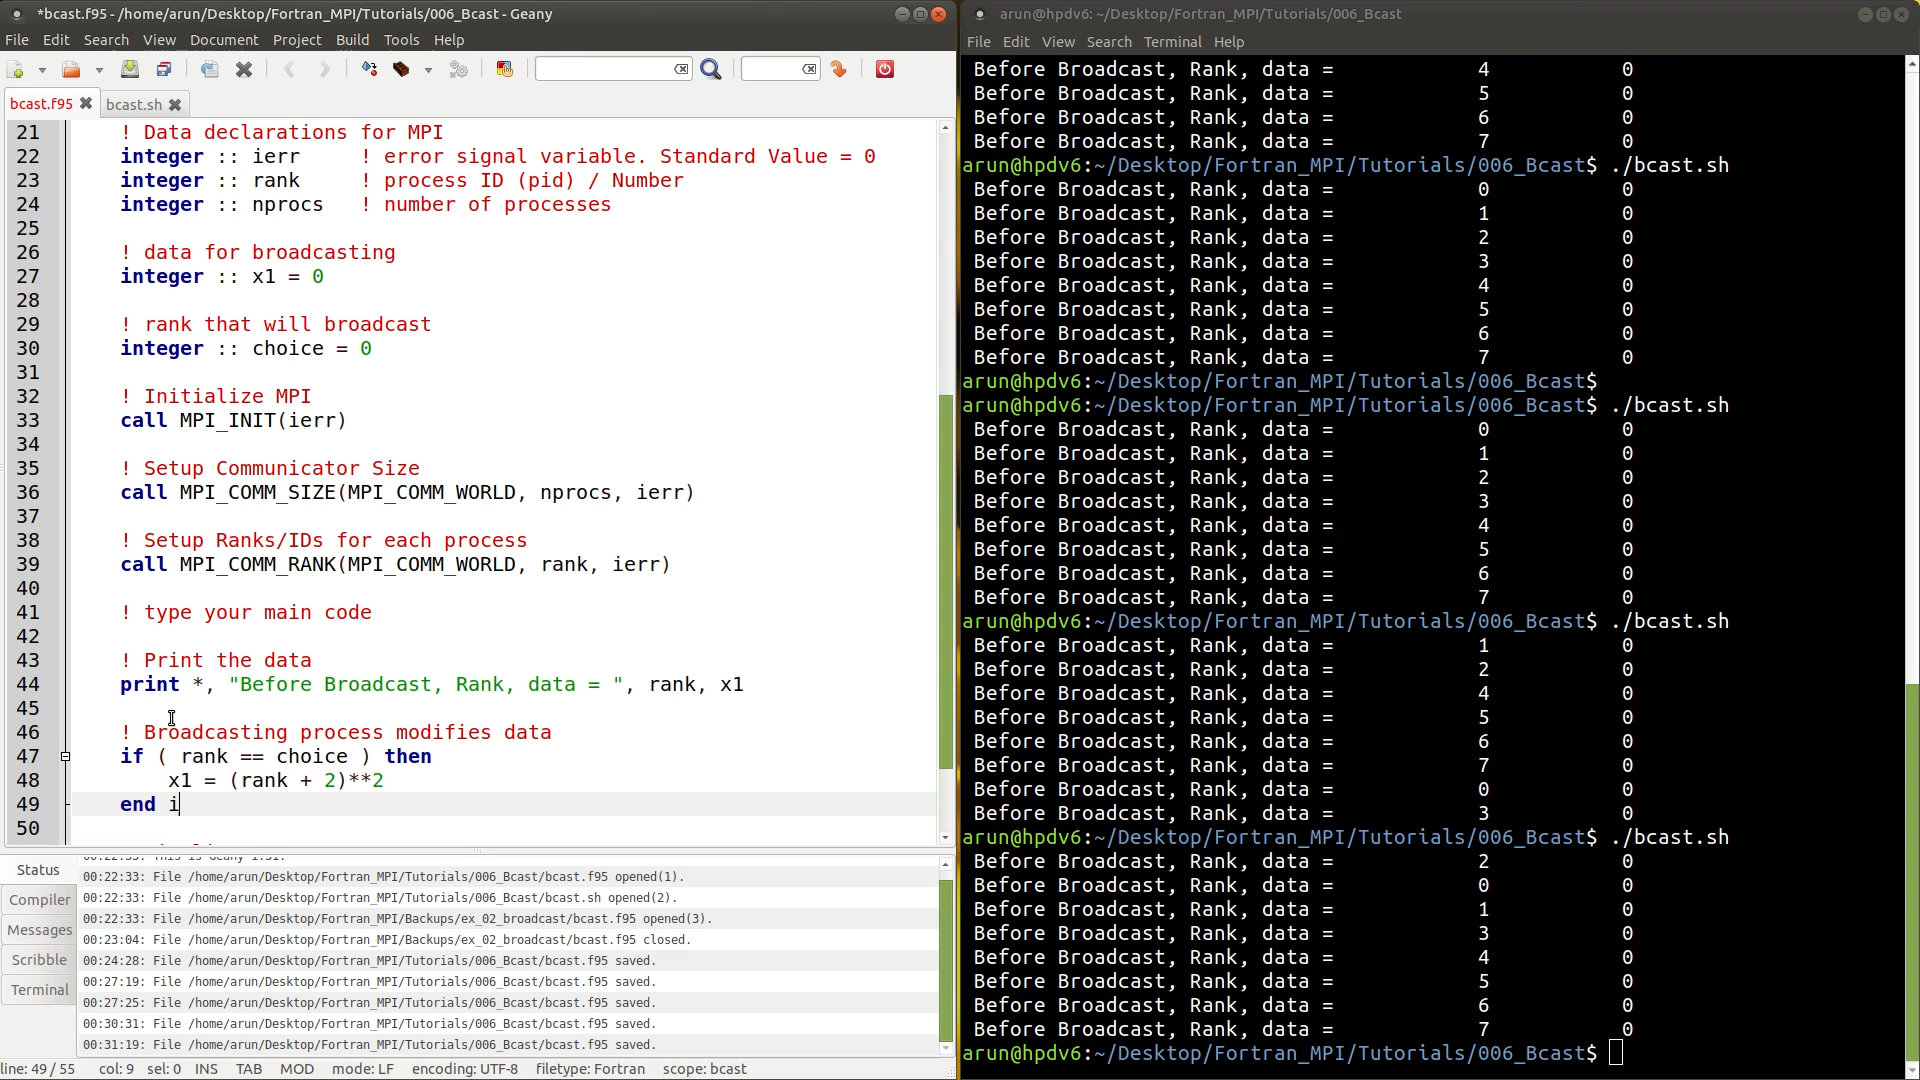 *bcast.f95 - /home/arun/Desktop/Fortran_MPI/Tutorials/006_Bcast - Geany
File Edit Search View Document Project Build Tools Help
bcast.f95 bcast.sh
21 ! Data declarations for MPI
22 integer :: ierr ! error signal variable. Standard Value = 0
23 integer :: rank ! process ID (pid) / Number
24 integer :: nprocs ! number of processes
25
26 ! data for broadcasting
27 integer :: x1 = 0
28
29 ! rank that will broadcast
30 integer :: choice = 0
31
32 ! Initialize MPI
33 call MPI_INIT(ierr)
34
35 ! Setup Communicator Size
36 call MPI_COMM_SIZE(MPI_COMM_WORLD, nprocs, ierr)
37
38 ! Setup Ranks/IDs for each process
39 call MPI_COMM_RANK(MPI_COMM_WORLD, rank, ierr)
40
41 ! type your main code
42
43 ! Print the data
44 print *, "Before Broadcast, Rank, data = ", rank, x1
45
46 ! Broadcasting process modifies data
47 if ( rank == choice ) then
48 x1 = (rank + 2)**2
49 end i
50
Status
Compiler
Messages
Scribble
Terminal
00:22:33: This is Geany 1.31.
00:22:33: File /home/arun/Desktop/Fortran_MPI/Tutorials/006_Bcast/bcast.f95 opened(1).
00:22:33: File /home/arun/Desktop/Fortran_MPI/Tutorials/006_Bcast/bcast.sh opened(2).
00:22:33: File /home/arun/Desktop/Fortran_MPI/Backups/ex_02_broadcast/bcast.f95 opened(3).
00:23:04: File /home/arun/Desktop/Fortran_MPI/Backups/ex_02_broadcast/bcast.f95 closed.
00:24:28: File /home/arun/Desktop/Fortran_MPI/Tutorials/006_Bcast/bcast.f95 saved.
00:27:19: File /home/arun/Desktop/Fortran_MPI/Tutorials/006_Bcast/bcast.f95 saved.
00:27:25: File /home/arun/Desktop/Fortran_MPI/Tutorials/006_Bcast/bcast.f95 saved.
00:30:31: File /home/arun/Desktop/Fortran_MPI/Tutorials/006_Bcast/bcast.f95 saved.
00:31:19: File /home/arun/Desktop/Fortran_MPI/Tutorials/006_Bcast/bcast.f95 saved.
line: 49 / 55 col: 9 sel: 0 INS TAB MOD mode: LF encoding: UTF-8 filetype: Fortran scope: bcast
arun@hpdv6: ~/Desktop/Fortran_MPI/Tutorials/006_Bcast
File Edit View Search Terminal Help
Before Broadcast, Rank, data = 4 0
Before Broadcast, Rank, data = 5 0
Before Broadcast, Rank, data = 6 0
Before Broadcast, Rank, data = 7 0
arun@hpdv6:~/Desktop/Fortran_MPI/Tutorials/006_Bcast$ ./bcast.sh
Before Broadcast, Rank, data = 0 0
Before Broadcast, Rank, data = 1 0
Before Broadcast, Rank, data = 2 0
Before Broadcast, Rank, data = 3 0
Before Broadcast, Rank, data = 4 0
Before Broadcast, Rank, data = 5 0
Before Broadcast, Rank, data = 6 0
Before Broadcast, Rank, data = 7 0
arun@hpdv6:~/Desktop/Fortran_MPI/Tutorials/006_Bcast$
arun@hpdv6:~/Desktop/Fortran_MPI/Tutorials/006_Bcast$ ./bcast.sh
Before Broadcast, Rank, data = 0 0
Before Broadcast, Rank, data = 1 0
Before Broadcast, Rank, data = 2 0
Before Broadcast, Rank, data = 3 0
Before Broadcast, Rank, data = 4 0
Before Broadcast, Rank, data = 5 0
Before Broadcast, Rank, data = 6 0
Before Broadcast, Rank, data = 7 0
arun@hpdv6:~/Desktop/Fortran_MPI/Tutorials/006_Bcast$ ./bcast.sh
Before Broadcast, Rank, data = 1 0
Before Broadcast, Rank, data = 2 0
Before Broadcast, Rank, data = 4 0
Before Broadcast, Rank, data = 5 0
Before Broadcast, Rank, data = 6 0
Before Broadcast, Rank, data = 7 0
Before Broadcast, Rank, data = 0 0
Before Broadcast, Rank, data = 3 0
arun@hpdv6:~/Desktop/Fortran_MPI/Tutorials/006_Bcast$ ./bcast.sh
Before Broadcast, Rank, data = 2 0
Before Broadcast, Rank, data = 0 0
Before Broadcast, Rank, data = 1 0
Before Broadcast, Rank, data = 3 0
Before Broadcast, Rank, data = 4 0
Before Broadcast, Rank, data = 5 0
Before Broadcast, Rank, data = 6 0
Before Broadcast, Rank, data = 7 0
arun@hpdv6:~/Desktop/Fortran_MPI/Tutorials/006_Bcast$